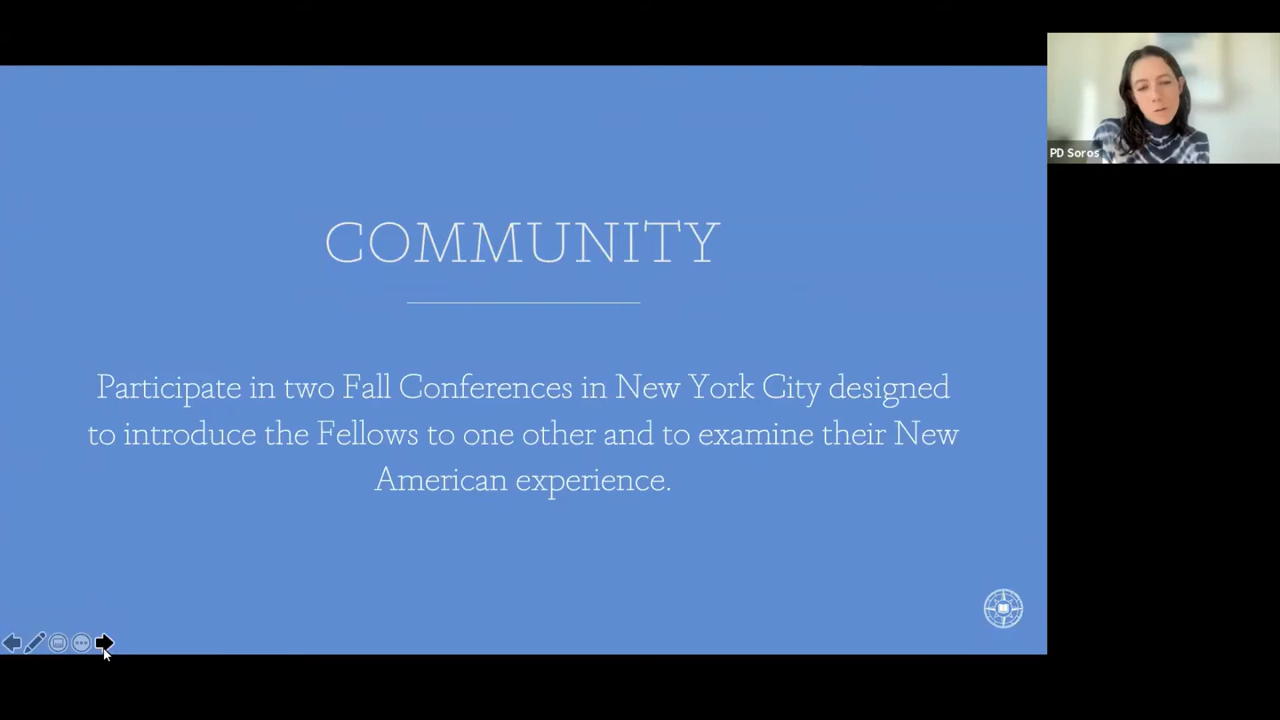 COMMUNITY
Participate in two Fall Conferences in New York City designed
to introduce the Fellows to one other and to examine their New
American experience.
PD Soros